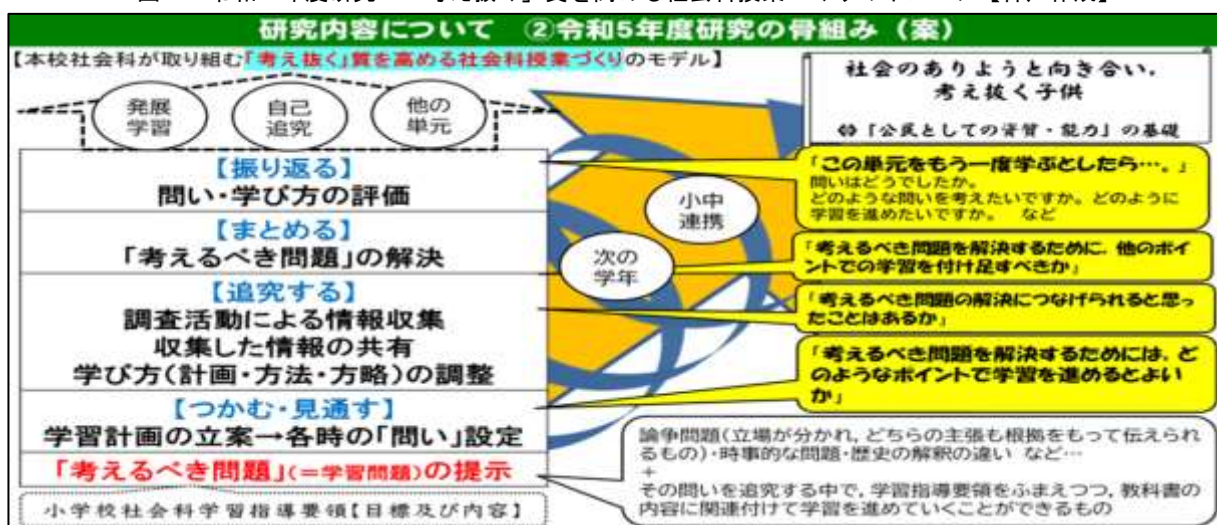 研究内容について ②令和5年度研究の骨組み（案）
【本校社会科が取り組む「考え抜く」質を高める社会科授業づくりのモデル】
発展
学習
自己
追究
他の
単元
社会のありようと向き合い，
考え抜く子供
⇔「公民としての資質・能力」の基礎
【振り返る】
問い・学び方の評価
【まとめる】
「考えるべき問題」の解決
【追究する】
調査活動による情報収集
収集した情報の共有
学び方（計画・方法・方略）の調整
【つかむ・見通す】
学習計画の立案→各時の「問い」設定
「考えるべき問題」（＝学習問題）の提示
小学校社会科学習指導要領【目標及び内容】
小中
連携
次の
学年
「この単元をもう一度学ぶとしたら…。」
問いはどうでしたか。
どのような問いを考えたいですか。どのように
学習を進めたいですか。 など
「考えるべき問題を解決するために，他のポイ
ントでの学習を付け足すべきか」
「考えるべき問題の解決につなげられると思っ
たことはあるか」
「考えるべき問題を解決するためには，ど
のようなポイントで学習を進めるとよい
か」
論争問題（立場が分かれ，どちらの主張も根拠をもって伝えられ
るもの）・時事的な問題・歴史の解釈の違い など…
＋
その問いを追究する中で，学習指導要領をふまえつつ，教科書の
内容に関連付けて学習を進めていくことができるもの